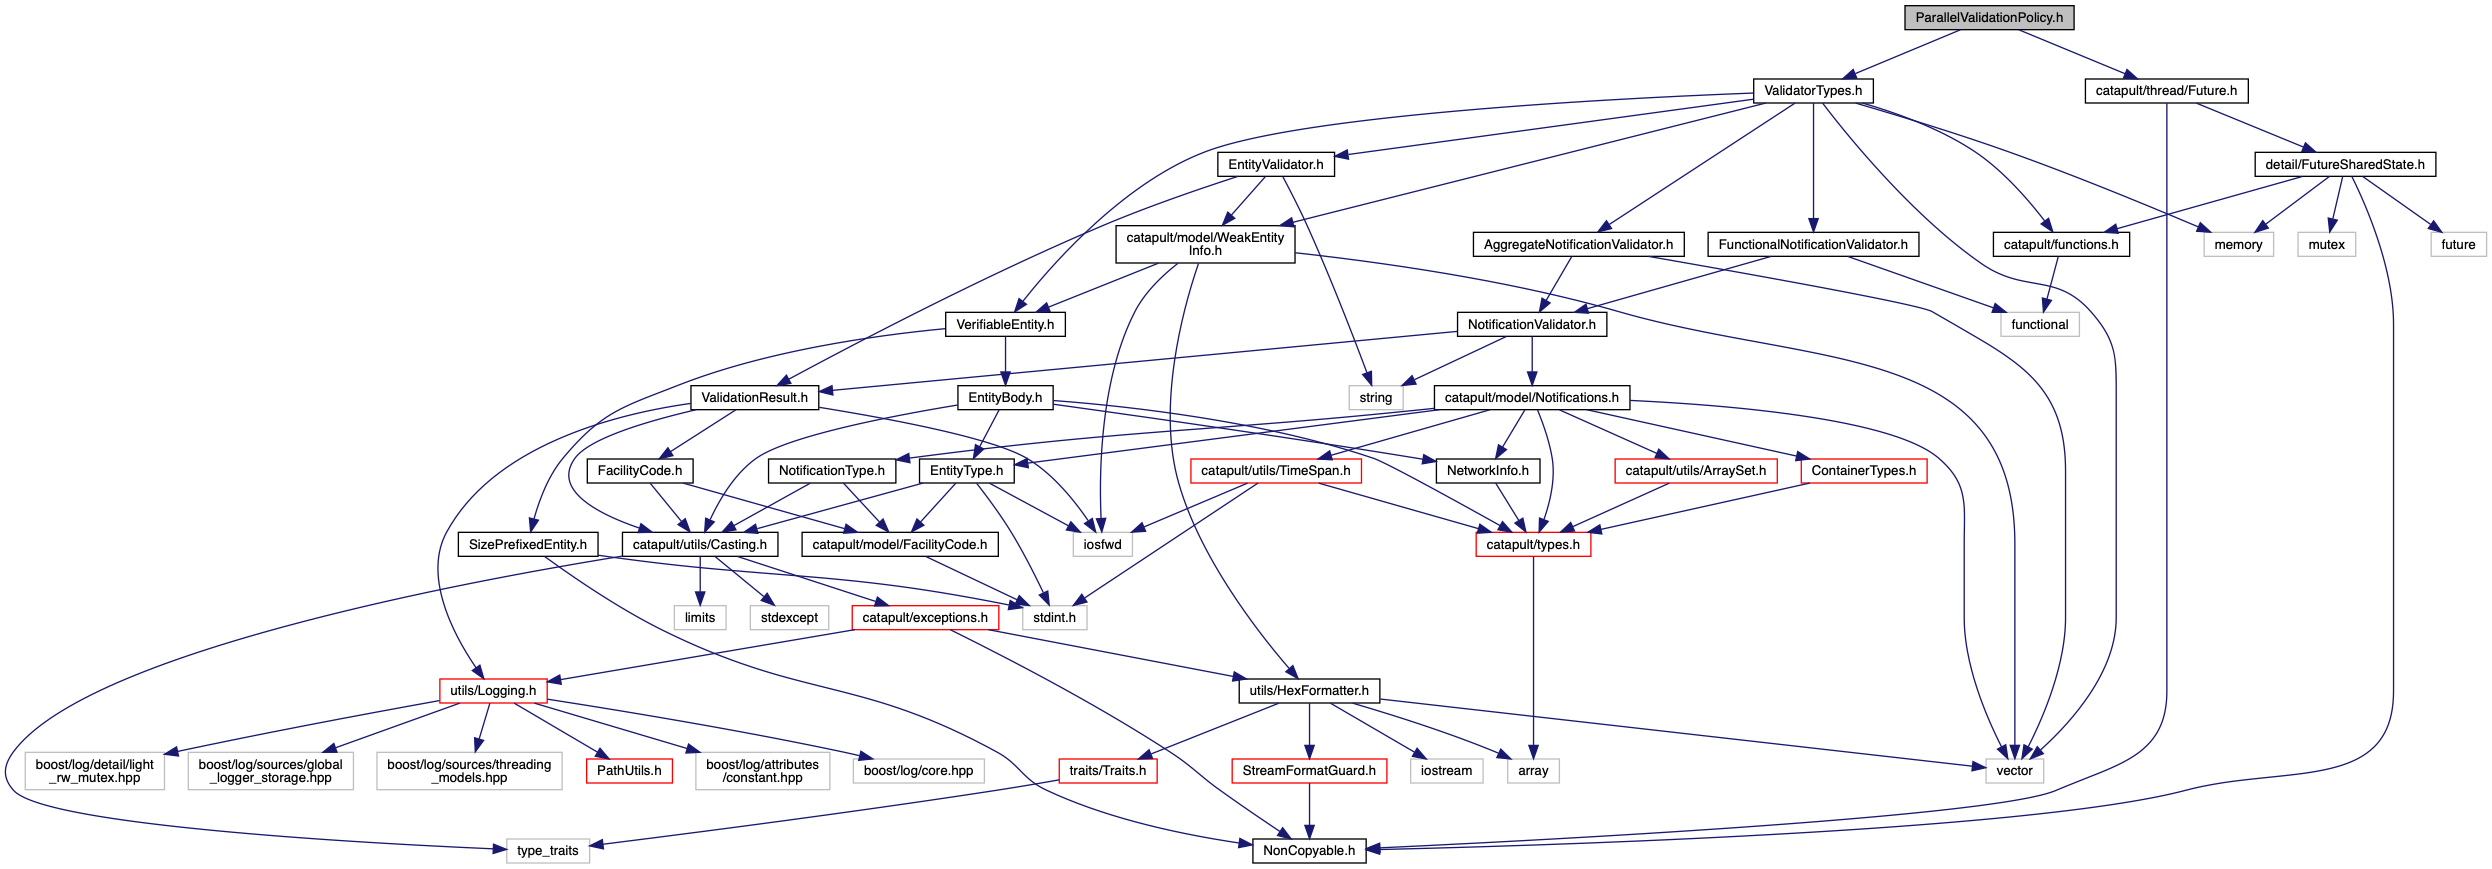 ParallelValidationPolicy.h
ValidatorTypes.h
catapult/thread/Future.h
EntityValidator.h
detail/FutureSharedState.h
catapult/model/WeakEntity
Info.h
AggregateNotificationValidator.h
FunctionalNotificationValidator.h
catapult/functions.h
memory
mutex
future
VerifiableEntity.h
NotificationValidator.h
functional
ValidationResult.h
EntityBody.h
string
catapult/model/Notifications.h
FacilityCode.h
NotificationType.h
EntityType.h
catapult/utils/TimeSpan.h
NetworkInfo.h
catapult/utils/ArraySet.h
ContainerTypes.h
SizePrefixedEntity.h
catapult/utils/Casting.h
catapult/model/FacilityCode.h
iosfwd
catapult/types.h
limits
stdexcept
catapult/exceptions.h
stdint.h
utils/Logging.h
utils/HexFormatter.h
boost/log/detail/light
_rw_mutex.hpp
boost/log/sources/global
_logger_storage.hpp
boost/log/sources/threading
_models.hpp
PathUtils.h
boost/log/attributes
/constant.hpp
boost/log/core.hpp
traits/Traits.h
StreamFormatGuard.h
iostream
array
vector
type_traits
NonCopyable.h